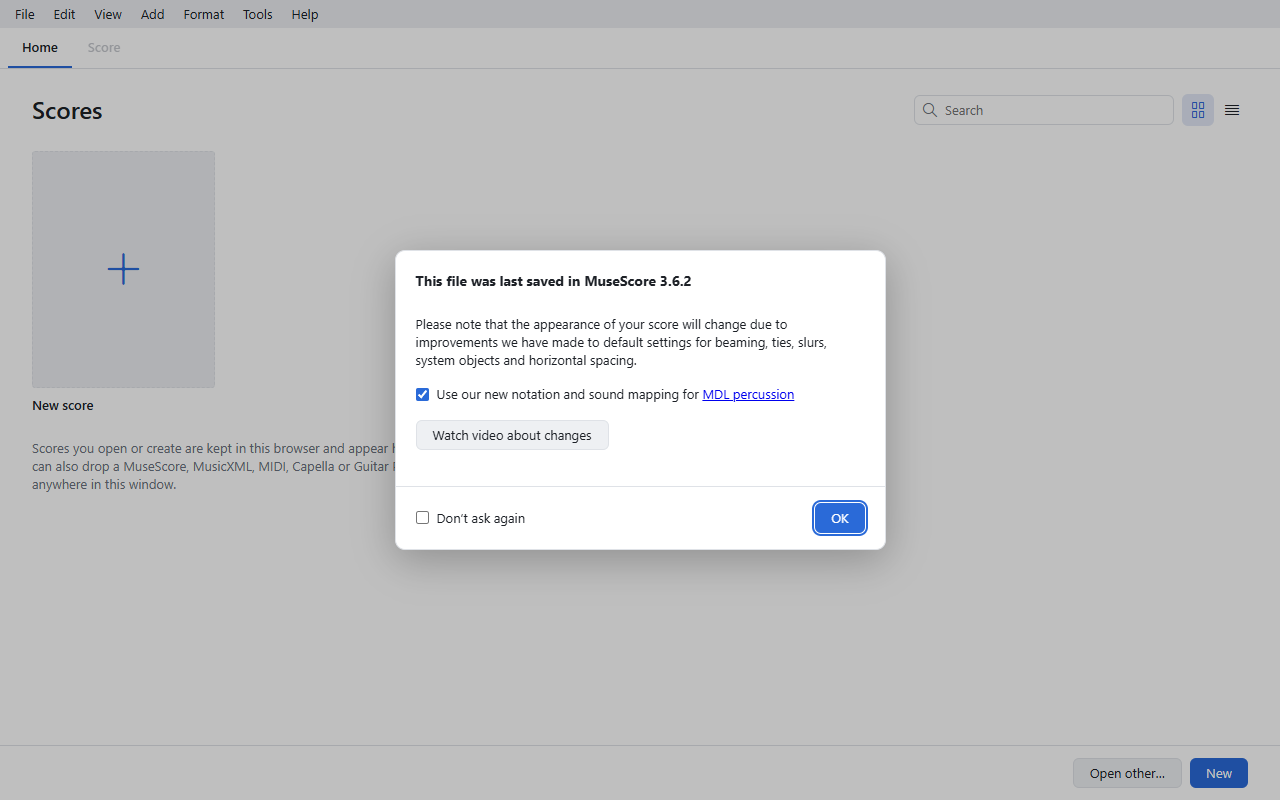 File Edit View Add Format Tools Help
Home Score
Scores
Search
New score
Scores you open or create are kept in this browser and appear
can also drop a MuseScore, MusicXML, MIDI, Capella or Guitar
anywhere in this window.
This file was last saved in MuseScore 3.6.2
Please note that the appearance of your score will change due to
improvements we have made to default settings for beaming, ties, slurs,
system objects and horizontal spacing.
Use our new notation and sound mapping for MDL percussion
Watch video about changes
Don't ask again
OK
Open other...
New